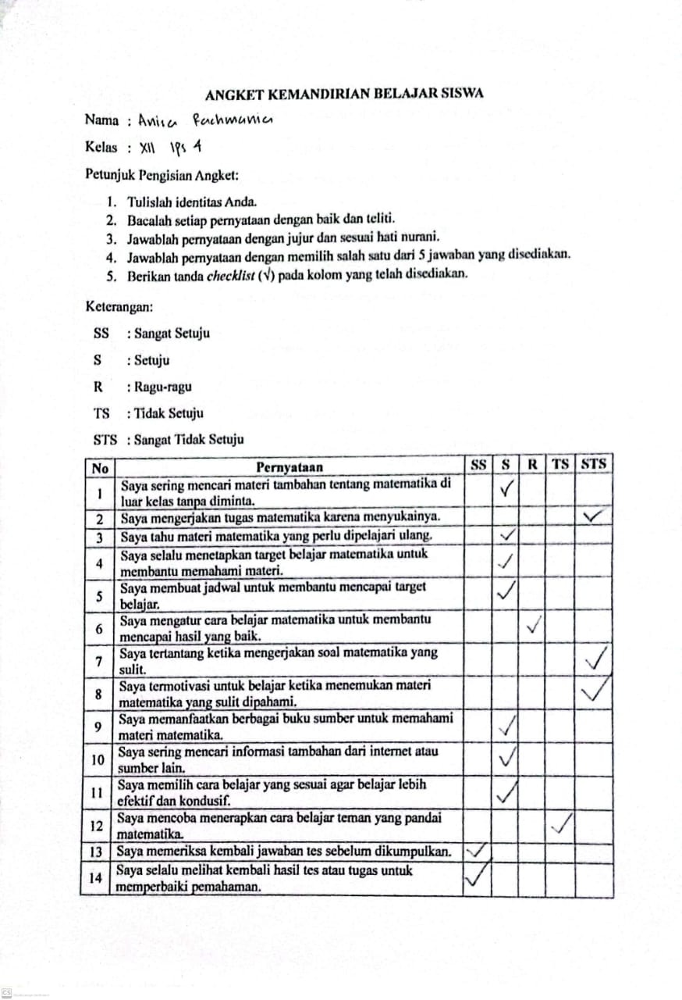 ANGKET KEMANDIRIAN BELAJAR SISWA
Nama : Anisa Rachmania
Kelas : XII IPS 4
Petunjuk Pengisian Angket:
1. Tulislah identitas Anda.
2. Bacalah setiap pernyataan dengan baik dan teliti.
3. Jawablah pernyataan dengan jujur dan sesuai hati nurani.
4. Jawablah pernyataan dengan memilih salah satu dari 5 jawaban yang disediakan.
5. Berikan tanda checklist (√) pada kolom yang telah disediakan.
Keterangan:
SS : Sangat Setuju
S : Setuju
R : Ragu-ragu
TS : Tidak Setuju
STS : Sangat Tidak Setuju
No Pernyataan SS S R TS STS
1 Saya sering mencari materi tambahan tentang matematika di
luar kelas tanpa diminta. ✓
2 Saya mengerjakan tugas matematika karena menyukainya. ✓
3 Saya tahu materi matematika yang perlu dipelajari ulang. ✓
4 Saya selalu menetapkan target belajar matematika untuk
membantu memahami materi. ✓
5 Saya membuat jadwal untuk membantu mencapai target
belajar. ✓
6 Saya mengatur cara belajar matematika untuk membantu
mencapai hasil yang baik. ✓
7 Saya tertantang ketika mengerjakan soal matematika yang
sulit. ✓
8 Saya termotivasi untuk belajar ketika menemukan materi
matematika yang sulit dipahami. ✓
9 Saya memanfaatkan berbagai buku sumber untuk memahami
materi matematika. ✓
10 Saya sering mencari informasi tambahan dari internet atau
sumber lain. ✓
11 Saya memilih cara belajar yang sesuai agar belajar lebih
efektif dan kondusif. ✓
12 Saya mencoba menerapkan cara belajar teman yang pandai
matematika. ✓
13 Saya memeriksa kembali jawaban tes sebelum dikumpulkan. ✓
14 Saya selalu melihat kembali hasil tes atau tugas untuk
memperbaiki pemahaman. ✓
CS